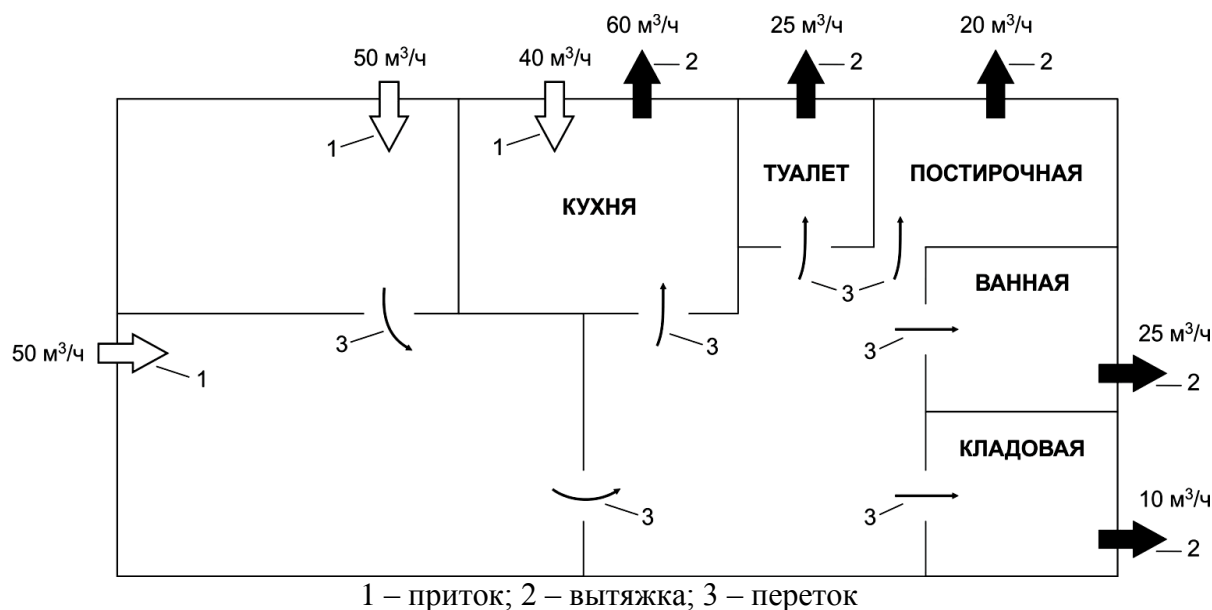 60 м³/ч
25 м³/ч
20 м³/ч
50 м³/ч
40 м³/ч
2
2
2
1
1
ТУАЛЕТ
ПОСТИРОЧНАЯ
КУХНЯ
ВАННАЯ
3
50 м³/ч
3
3
3
25 м³/ч
1
2
КЛАДОВАЯ
10 м³/ч
3
3
2
1 – приток; 2 – вытяжка; 3 – переток